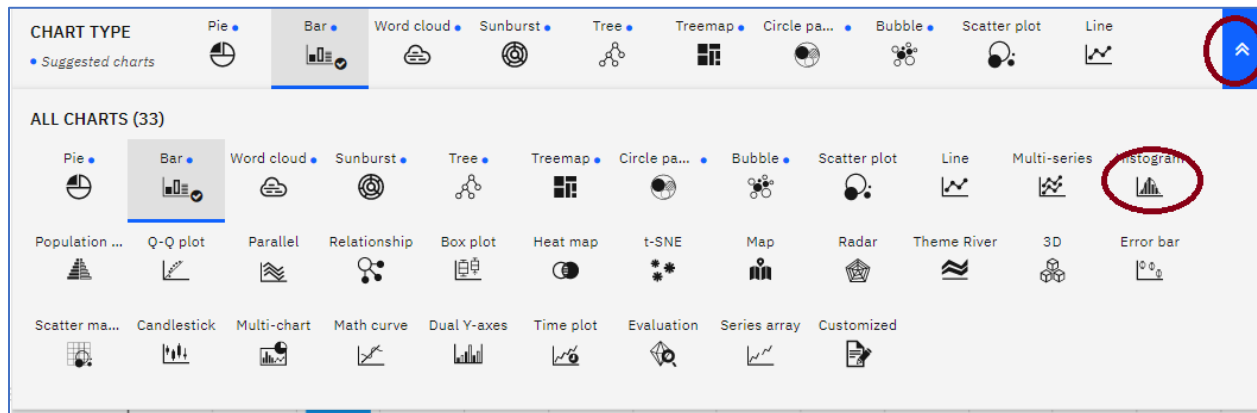 CHART TYPE
• Suggested charts
Pie • Bar • Word cloud • Sunburst • Tree • Treemap • Circle pa... • Bubble • Scatter plot Line
ALL CHARTS (33)
Pie • Bar • Word cloud • Sunburst • Tree • Treemap • Circle pa... • Bubble • Scatter plot Line Multi-series Histogram
Population ... Q-Q plot Parallel Relationship Box plot Heat map t-SNE Map Radar Theme River 3D Error bar
Scatter ma... Candlestick Multi-chart Math curve Dual Y-axes Time plot Evaluation Series array Customized